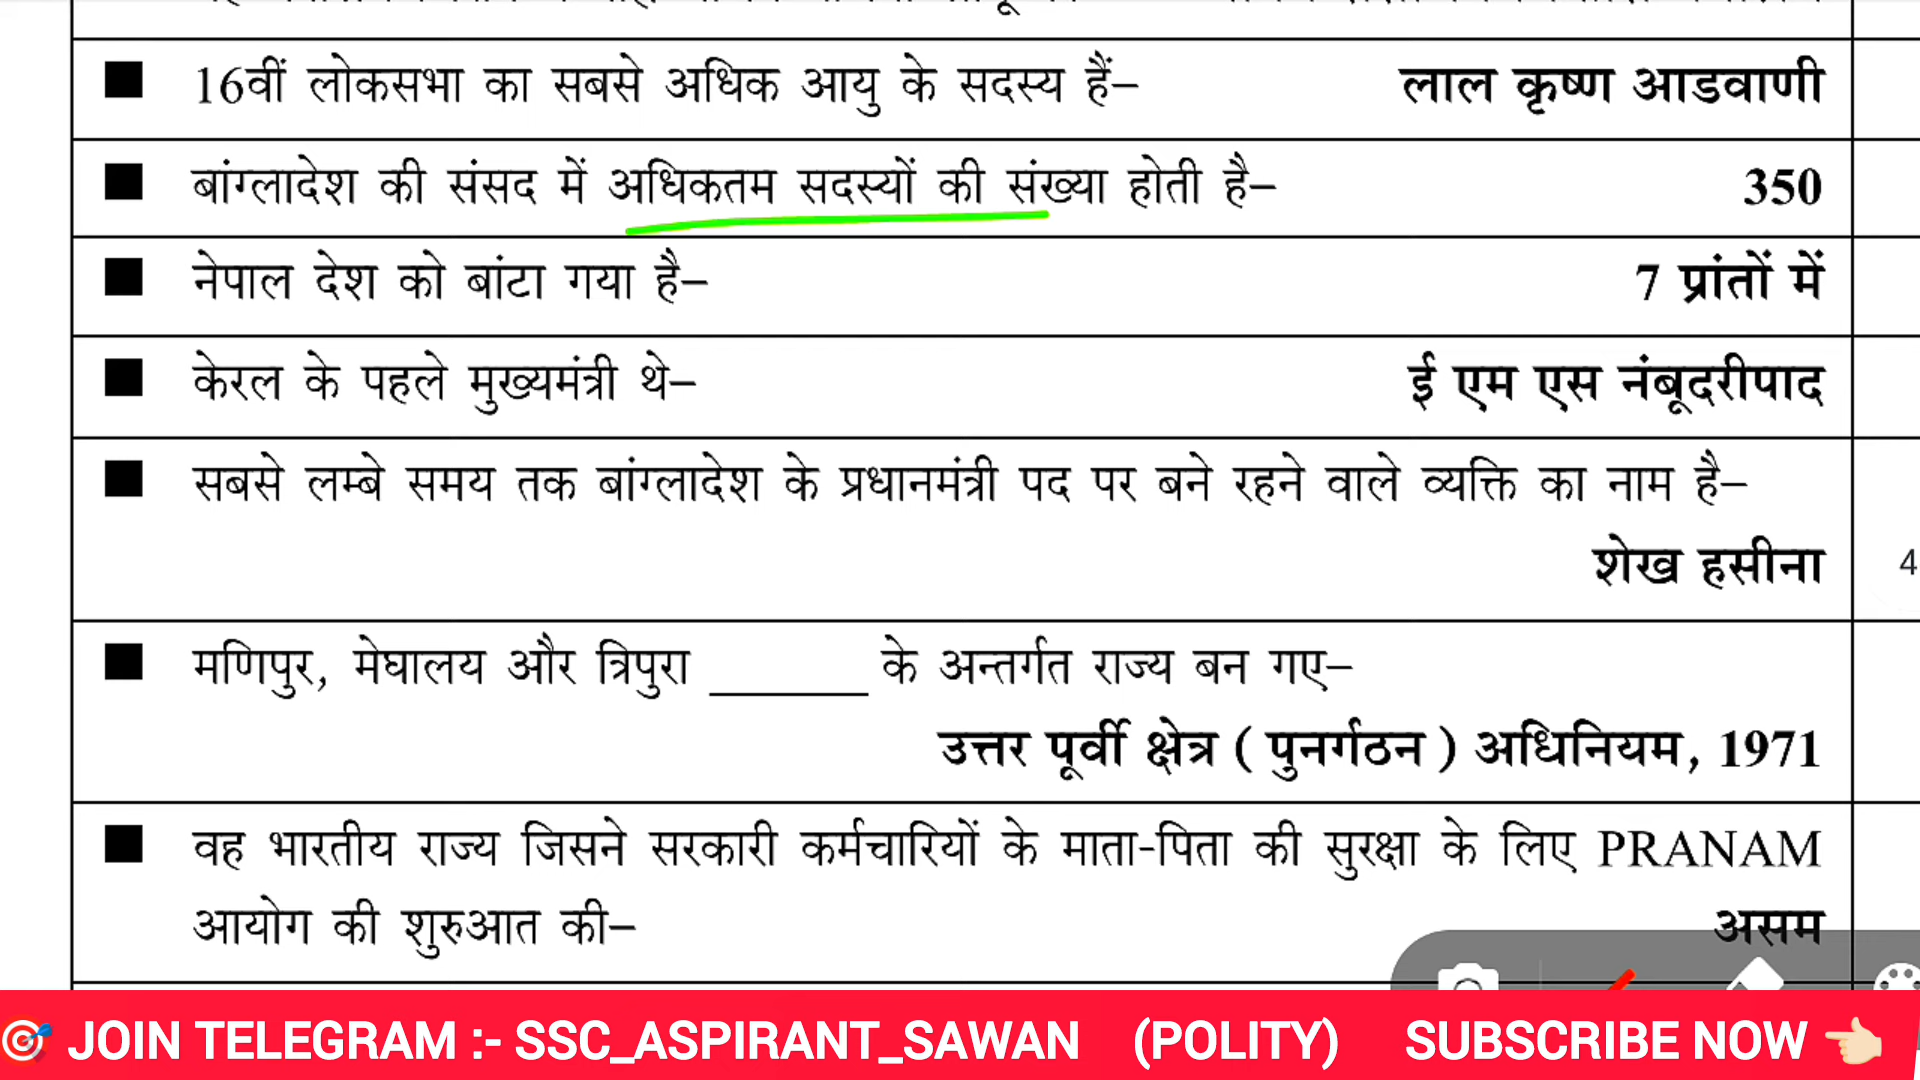 16वीं लोकसभा का सबसे अधिक आयु के सदस्य हैं– लाल कृष्ण आडवाणी
बांग्लादेश की संसद में अधिकतम सदस्यों की संख्या होती है– 350
नेपाल देश को बांटा गया है– 7 प्रांतों में
केरल के पहले मुख्यमंत्री थे– ई एम एस नंबूदरीपाद
सबसे लम्बे समय तक बांग्लादेश के प्रधानमंत्री पद पर बने रहने वाले व्यक्ति का नाम है–
शेख हसीना
4
मणिपुर, मेघालय और त्रिपुरा ______ के अन्तर्गत राज्य बन गए–
उत्तर पूर्वी क्षेत्र ( पुनर्गठन ) अधिनियम, 1971
वह भारतीय राज्य जिसने सरकारी कर्मचारियों के माता-पिता की सुरक्षा के लिए PRANAM
आयोग की शुरुआत की– असम
JOIN TELEGRAM :- SSC_ASPIRANT_SAWAN (POLITY) SUBSCRIBE NOW